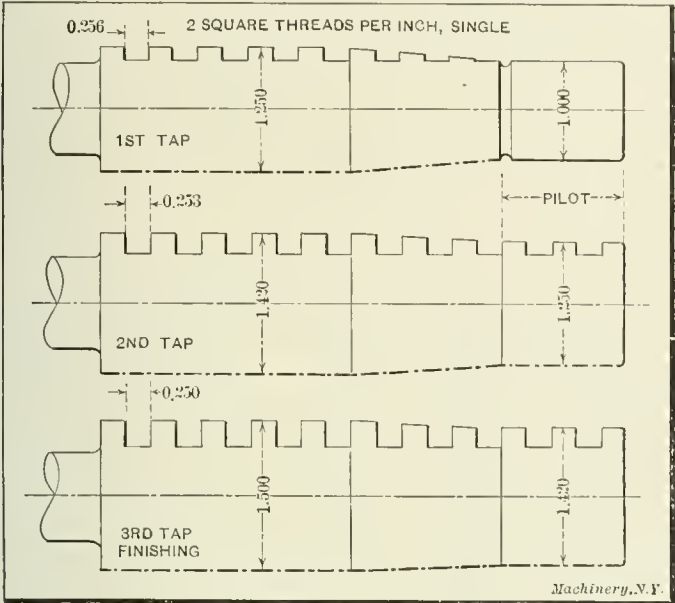 0.256
2 SQUARE THREADS PER INCH, SINGLE
1.250
1.000
1ST TAP
0.253
PILOT
1.420
1.250
2ND TAP
0.250
1.500
1.420
3RD TAP
FINISHING
Machinery, N.Y.